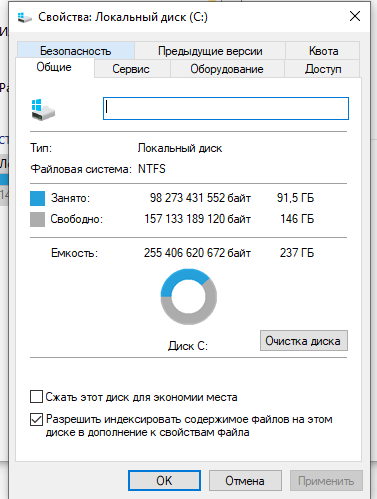 Свойства: Локальный диск (C:)
Безопасность Предыдущие версии Квота
Общие Сервис Оборудование Доступ
Тип: Локальный диск
Файловая система: NTFS
Занято: 98 273 431 552 байт 91,5 ГБ
Свободно: 157 133 189 120 байт 146 ГБ
Емкость: 255 406 620 672 байт 237 ГБ
Диск C: Очистка диска
Сжать этот диск для экономии места
Разрешить индексировать содержимое файлов на этом
диске в дополнение к свойствам файла
OK Отмена Применить